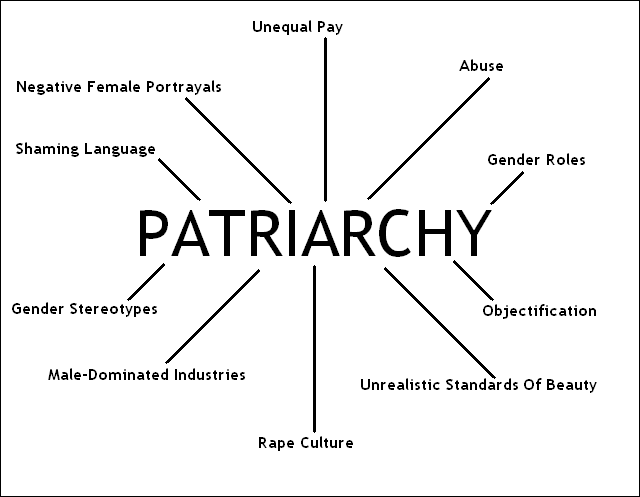 Unequal Pay
Abuse
Negative Female Portrayals
Shaming Language
Gender Roles
PATRIARCHY
Gender Stereotypes
Objectification
Male-Dominated Industries
Unrealistic Standards Of Beauty
Rape Culture